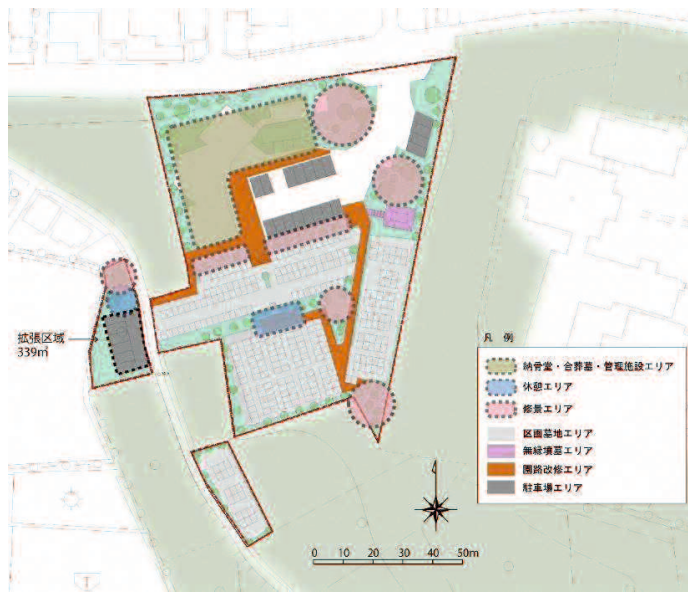 拡張区域
339㎡
凡 例
納骨堂・合葬墓・管理施設エリア
休憩エリア
修景エリア
区画墓地エリア
無縁墳墓エリア
園路改修エリア
駐車場エリア
0 10 20 30 40 50m